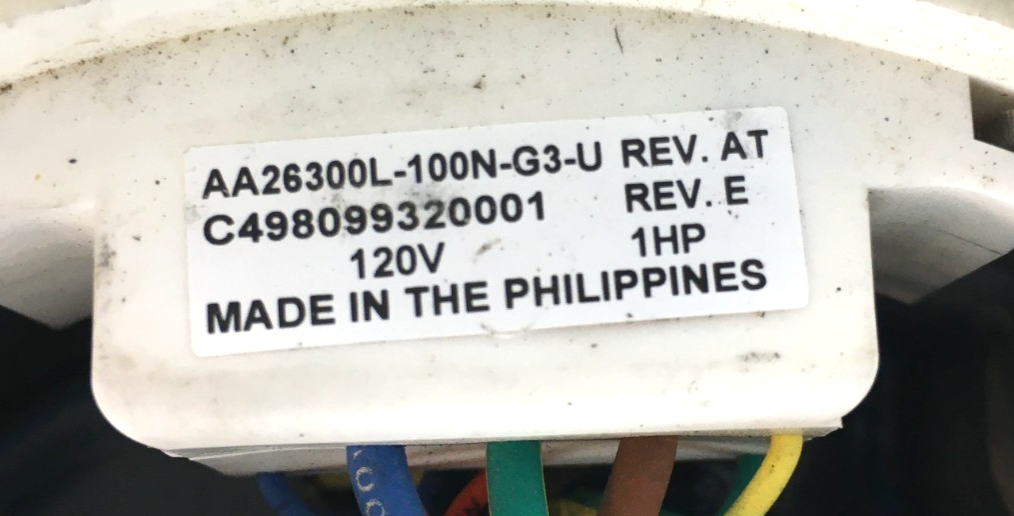 AA26300L-100N-G3-U REV. AT
C498099320001 REV. E
120V 1HP
MADE IN THE PHILIPPINES